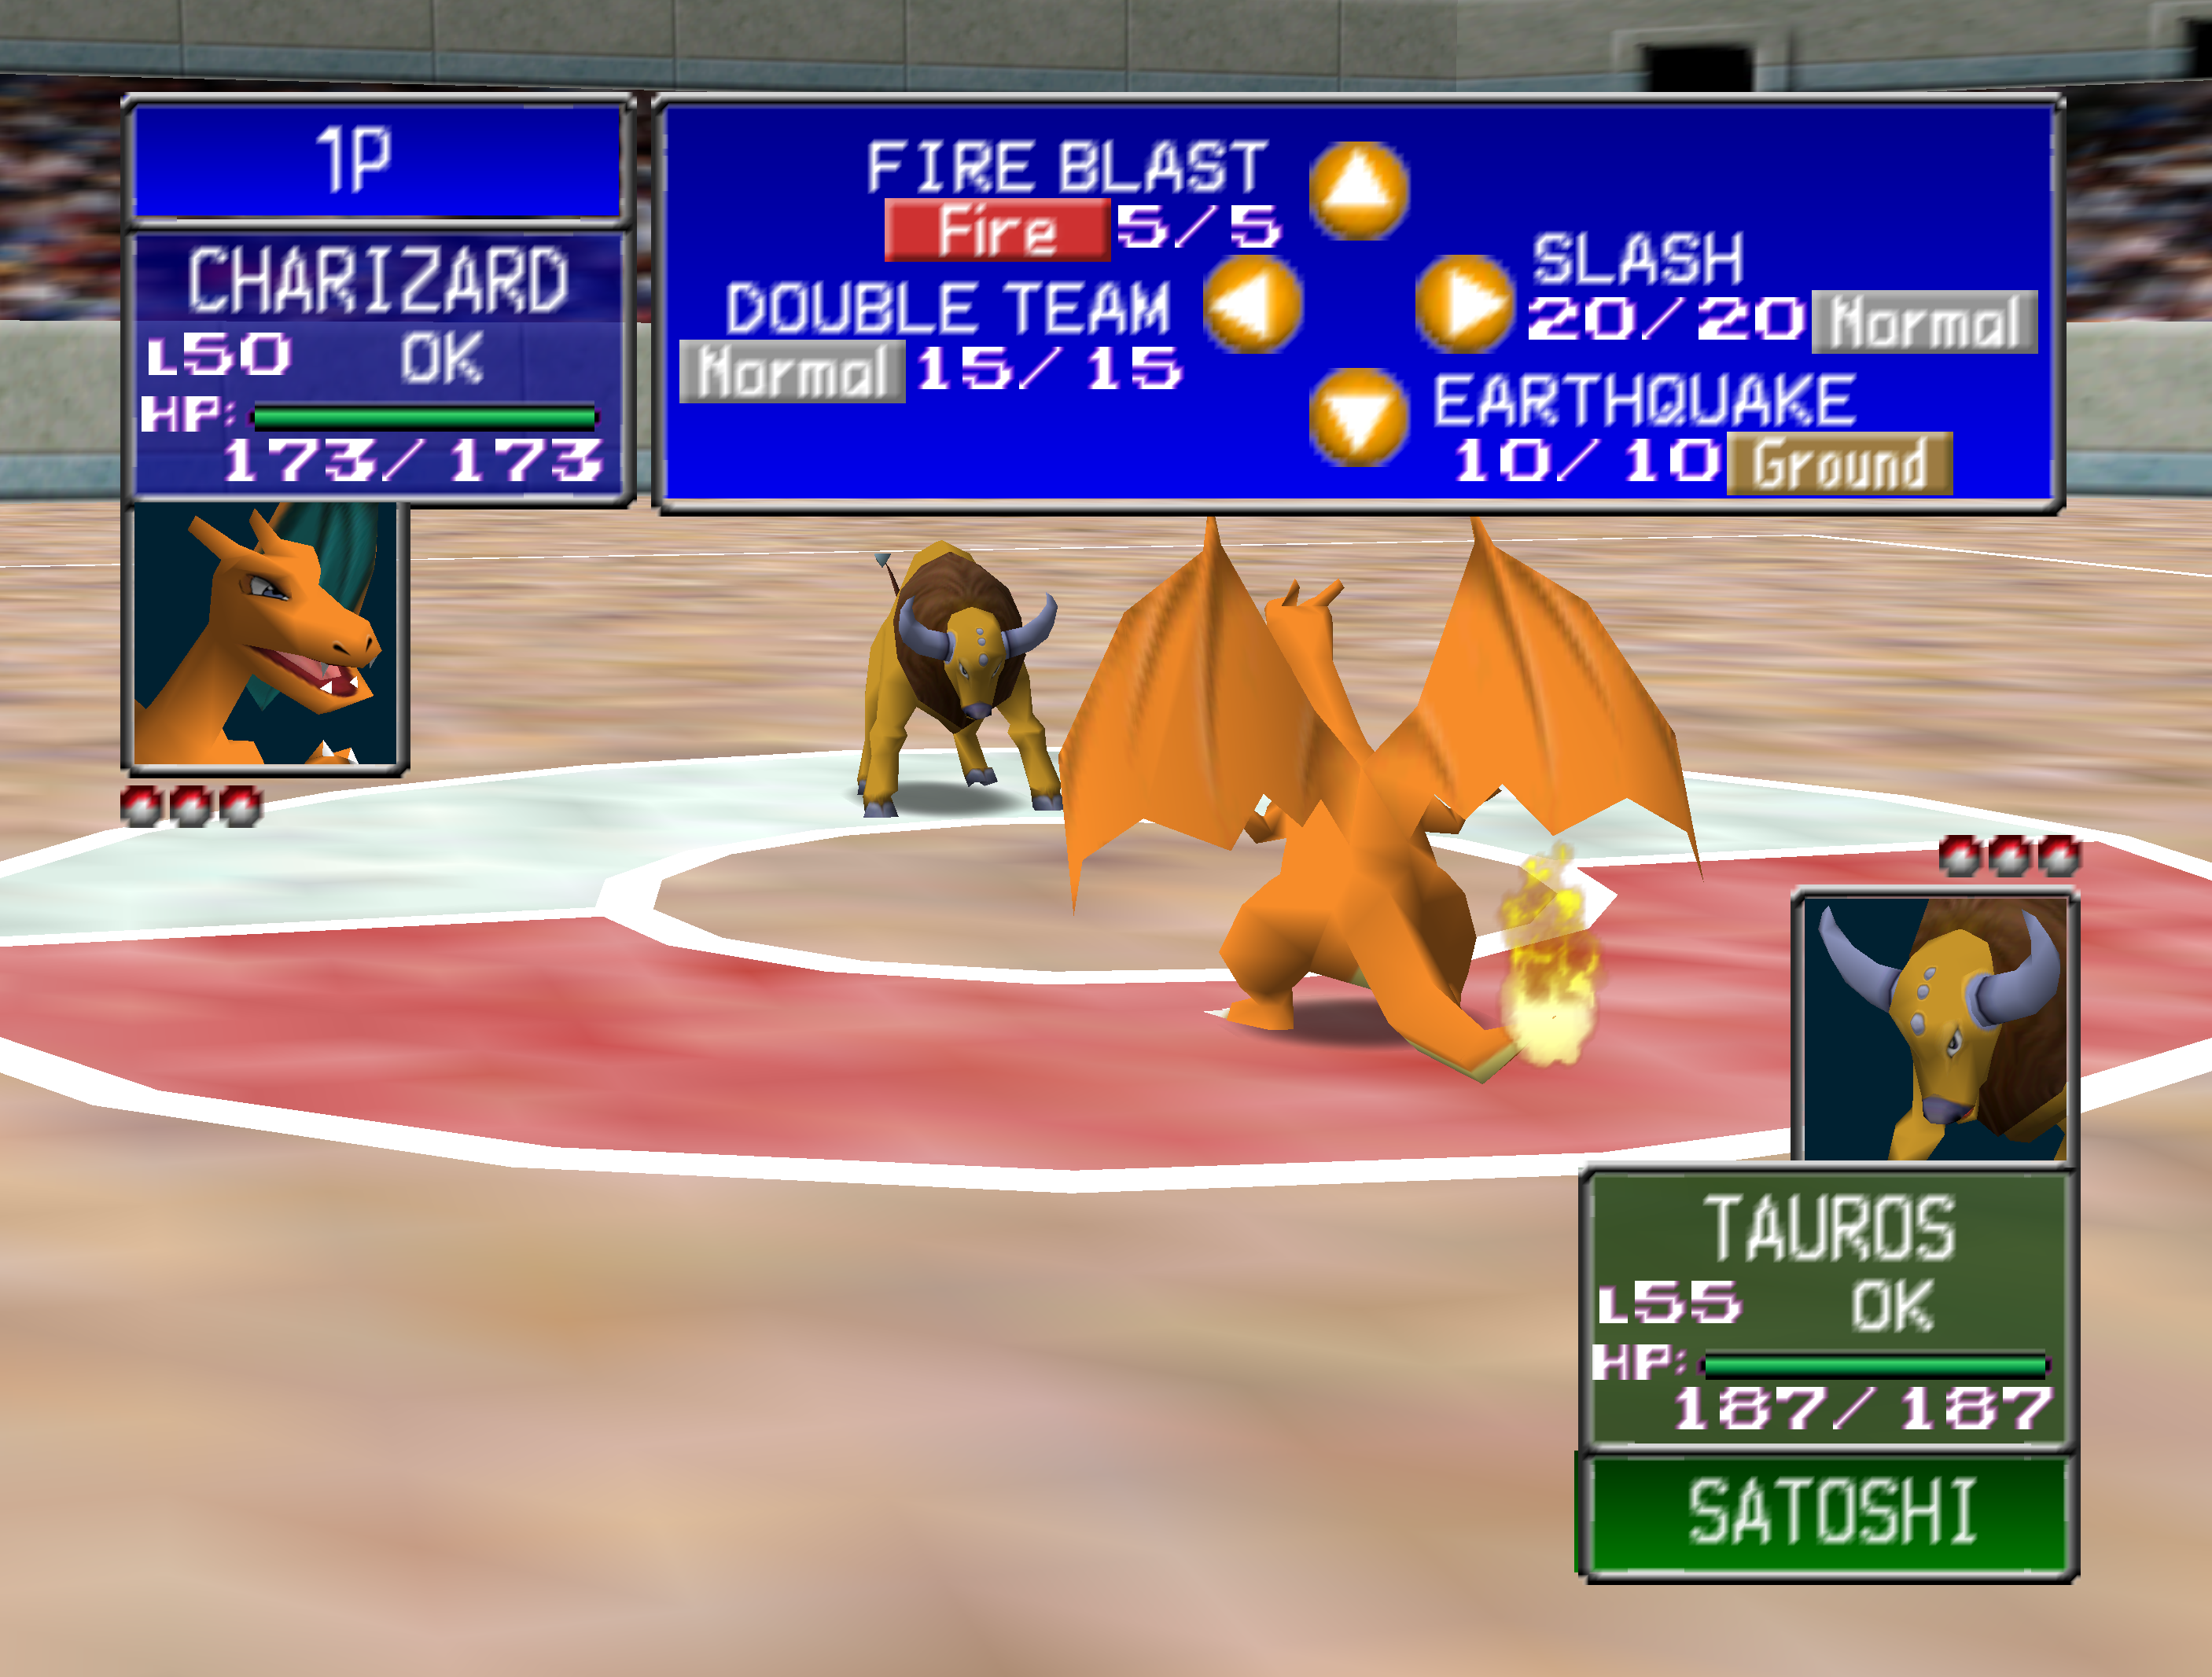 1P
CHARIZARD
L50 OK
HP:
173/173
FIRE BLAST
Fire 5/5
DOUBLE TEAM
Normal 15/15
SLASH
20/20 Normal
EARTHQUAKE
10/10 Ground
TAUROS
L55 OK
HP:
187/187
SATOSHI